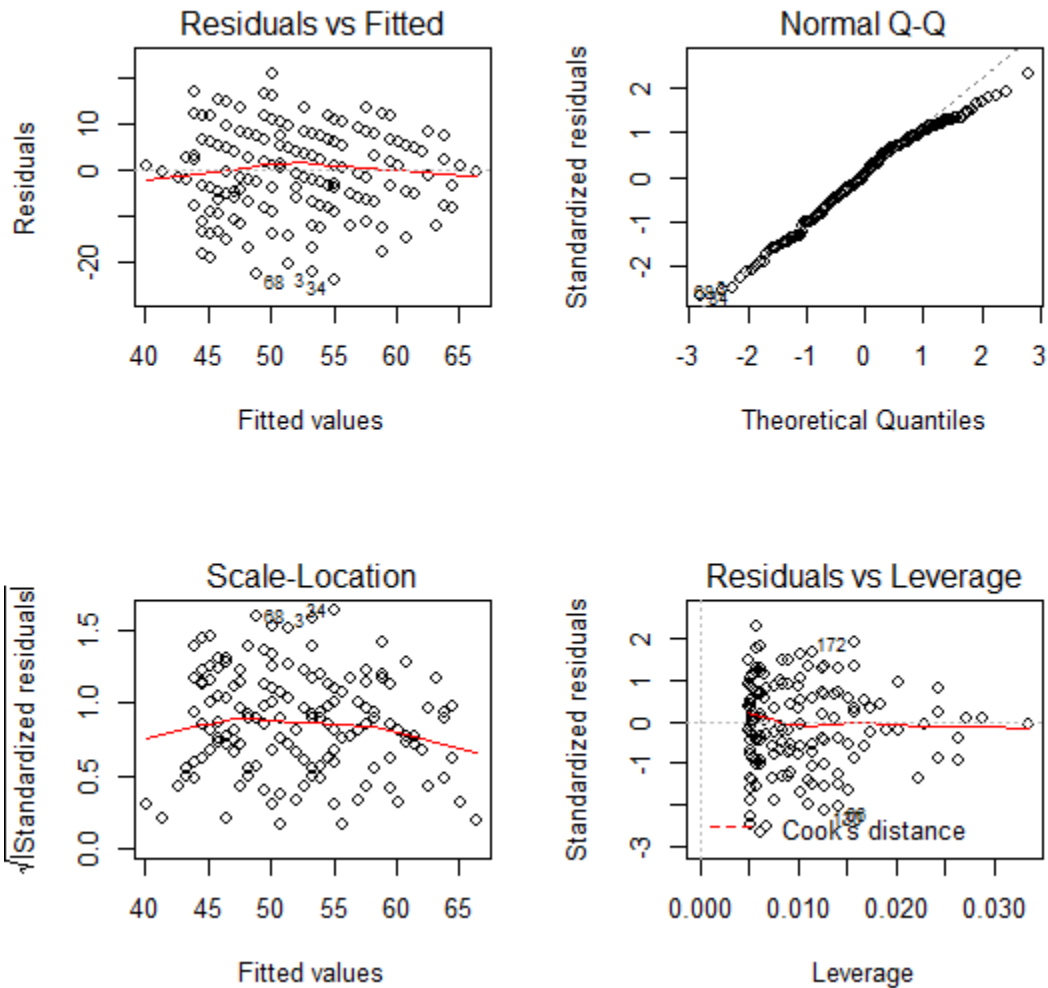 Residuals vs Fitted
Residuals
10
0
-20
68 3 34
40 45 50 55 60 65
Fitted values
Normal Q-Q
Standardized residuals
2
1
0
-1
-2
-3 -2 -1 0 1 2 3
Theoretical Quantiles
Scale-Location
√|Standardized residuals|
1.5
1.0
0.5
0.0
68 3 34
40 45 50 55 60 65
Fitted values
Residuals vs Leverage
Standardized residuals
2
1
0
-1
-3
172
Cook's distance
0.000 0.010 0.020 0.030
Leverage